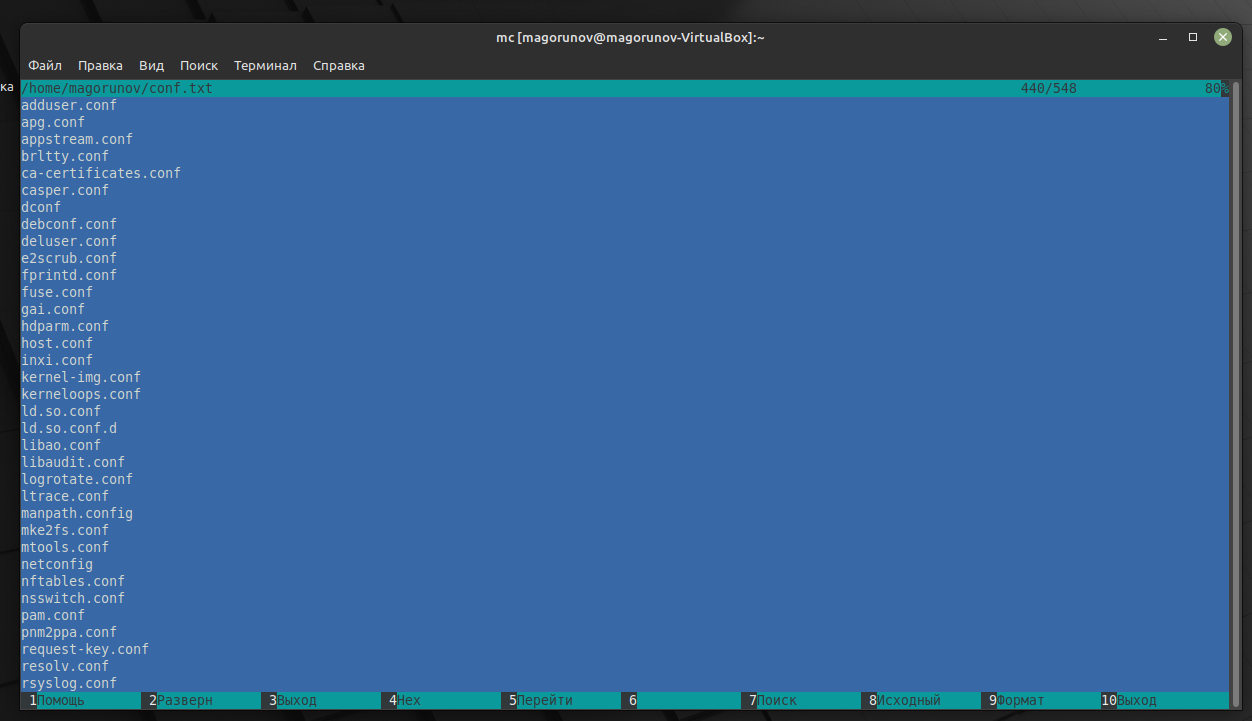 mc [magorunov@magorunov-VirtualBox]:~
Файл Правка Вид Поиск Терминал Справка
ка
/home/magorunov/conf.txt 440/548 80%
adduser.conf
apg.conf
appstream.conf
brltty.conf
ca-certificates.conf
casper.conf
dconf
debconf.conf
deluser.conf
e2scrub.conf
fprintd.conf
fuse.conf
gai.conf
hdparm.conf
host.conf
inxi.conf
kernel-img.conf
kerneloops.conf
ld.so.conf
ld.so.conf.d
libao.conf
libaudit.conf
logrotate.conf
ltrace.conf
manpath.config
mke2fs.conf
mtools.conf
netconfig
nftables.conf
nsswitch.conf
pam.conf
pnm2ppa.conf
request-key.conf
resolv.conf
rsyslog.conf
1Помощь 2Разверн 3Выход 4Hex 5Перейти 6 7Поиск 8Исходный 9Формат 10Выход